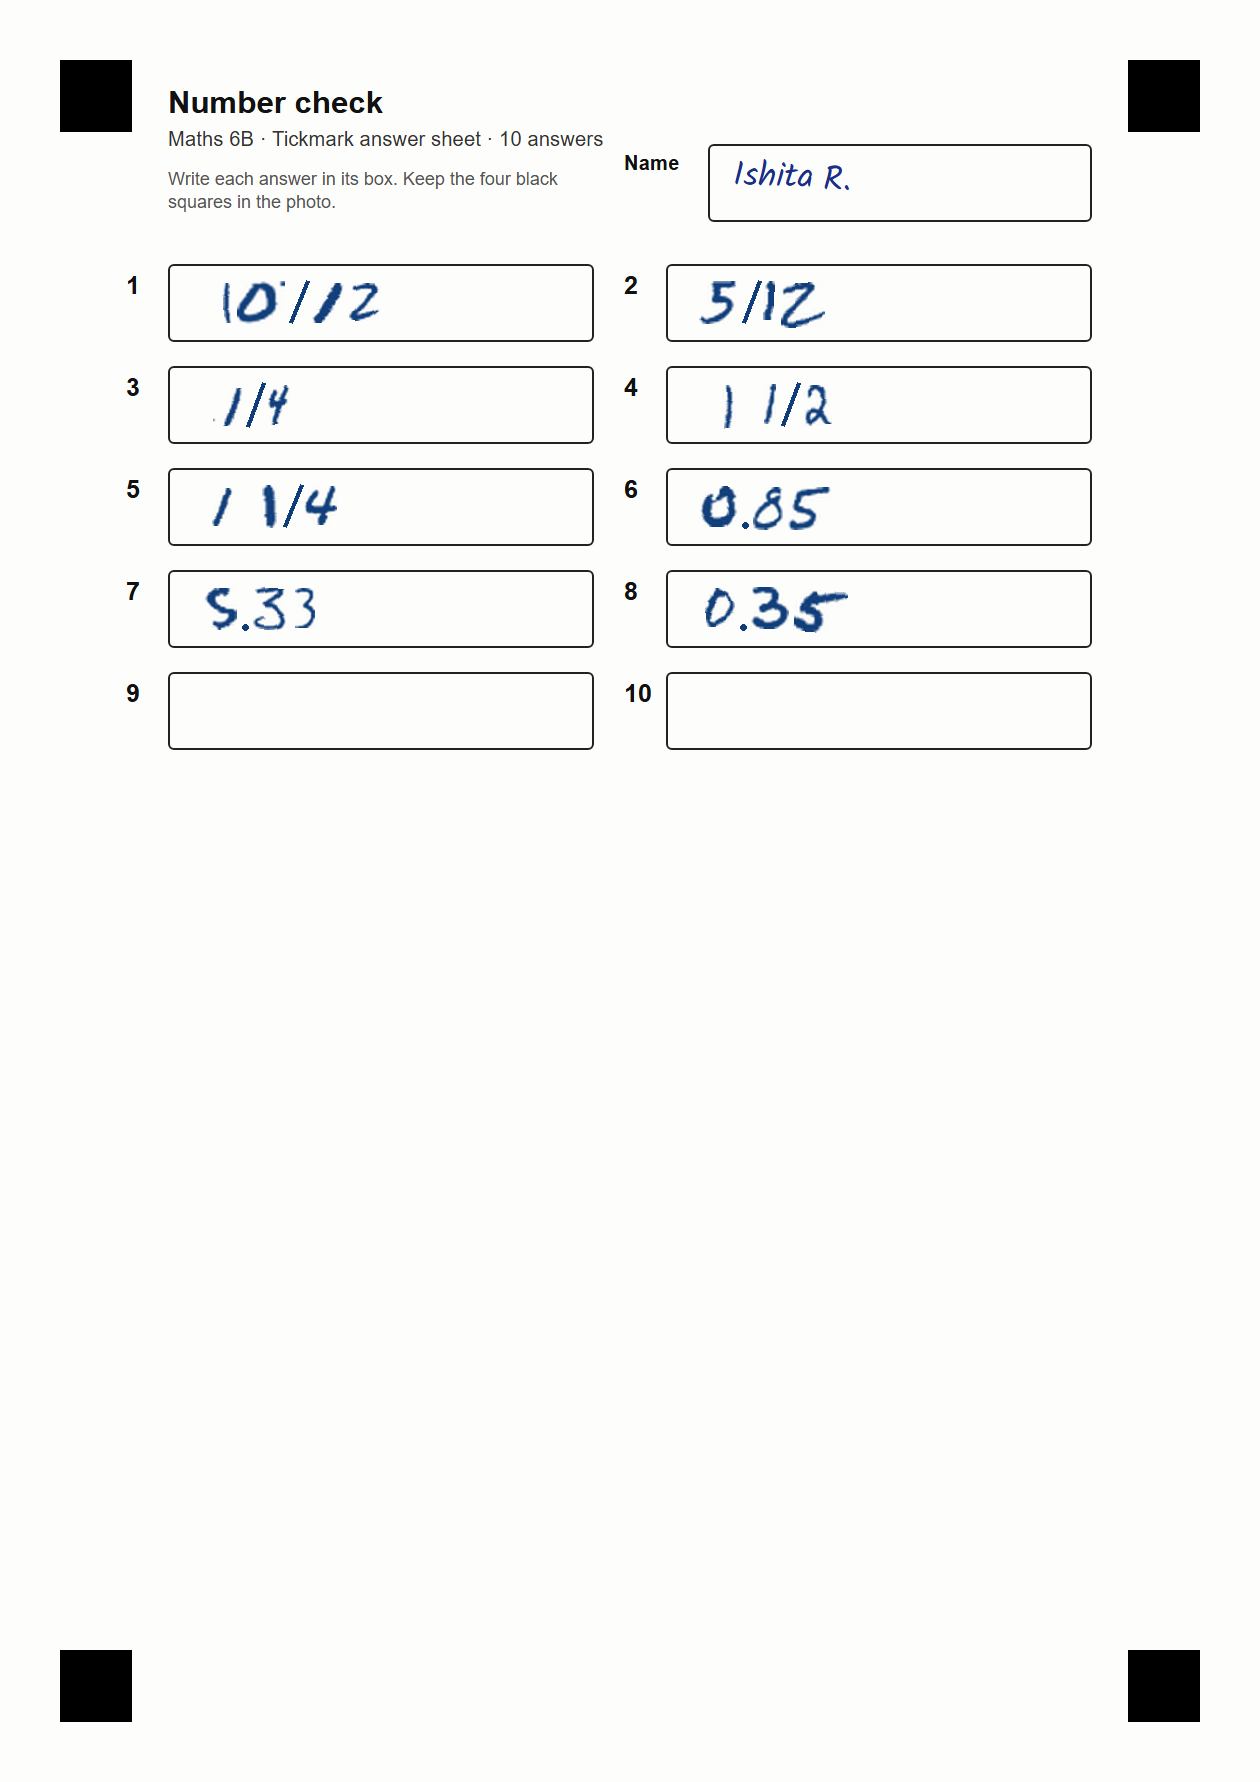 Number check
Maths 6B · Tickmark answer sheet · 10 answers
Write each answer in its box. Keep the four black
squares in the photo.
Name Ishita R.
1 10/12
2 5/12
3 1/4
4 1 1/2
5 1 1/4
6 0.85
7 5.33
8 0.35
9
10